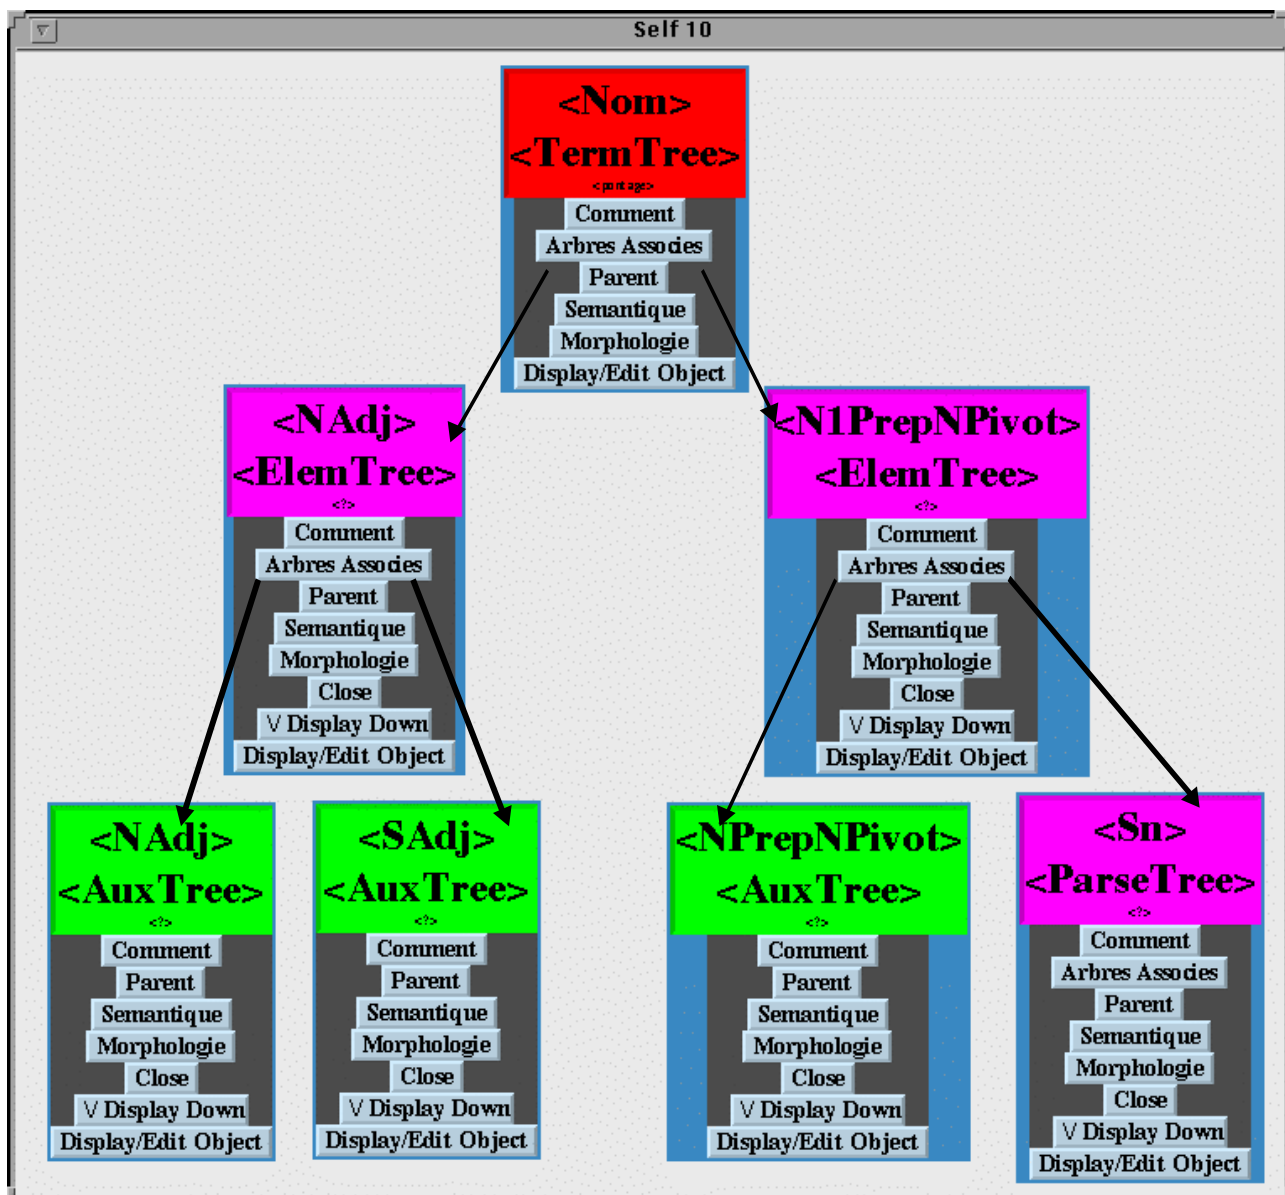 Self 10
<Nom>
<TermTree>
<pontage>
Comment
Arbres Associes
Parent
Semantique
Morphologie
Display/Edit Object
<NAdj>
<ElemTree>
<?>
Comment
Arbres Associes
Parent
Semantique
Morphologie
Close
\/ Display Down
Display/Edit Object
<N1PrepNPivot>
<ElemTree>
<?>
Comment
Arbres Associes
Parent
Semantique
Morphologie
Close
\/ Display Down
Display/Edit Object
<NAdj>
<AuxTree>
<?>
Comment
Parent
Semantique
Morphologie
Close
\/ Display Down
Display/Edit Object
<SAdj>
<AuxTree>
<?>
Comment
Parent
Semantique
Morphologie
Close
\/ Display Down
Display/Edit Object
<NPrepNPivot>
<AuxTree>
<?>
Comment
Parent
Semantique
Morphologie
Close
\/ Display Down
Display/Edit Object
<Sn>
<ParseTree>
<?>
Comment
Arbres Associes
Parent
Semantique
Morphologie
Close
\/ Display Down
Display/Edit Object